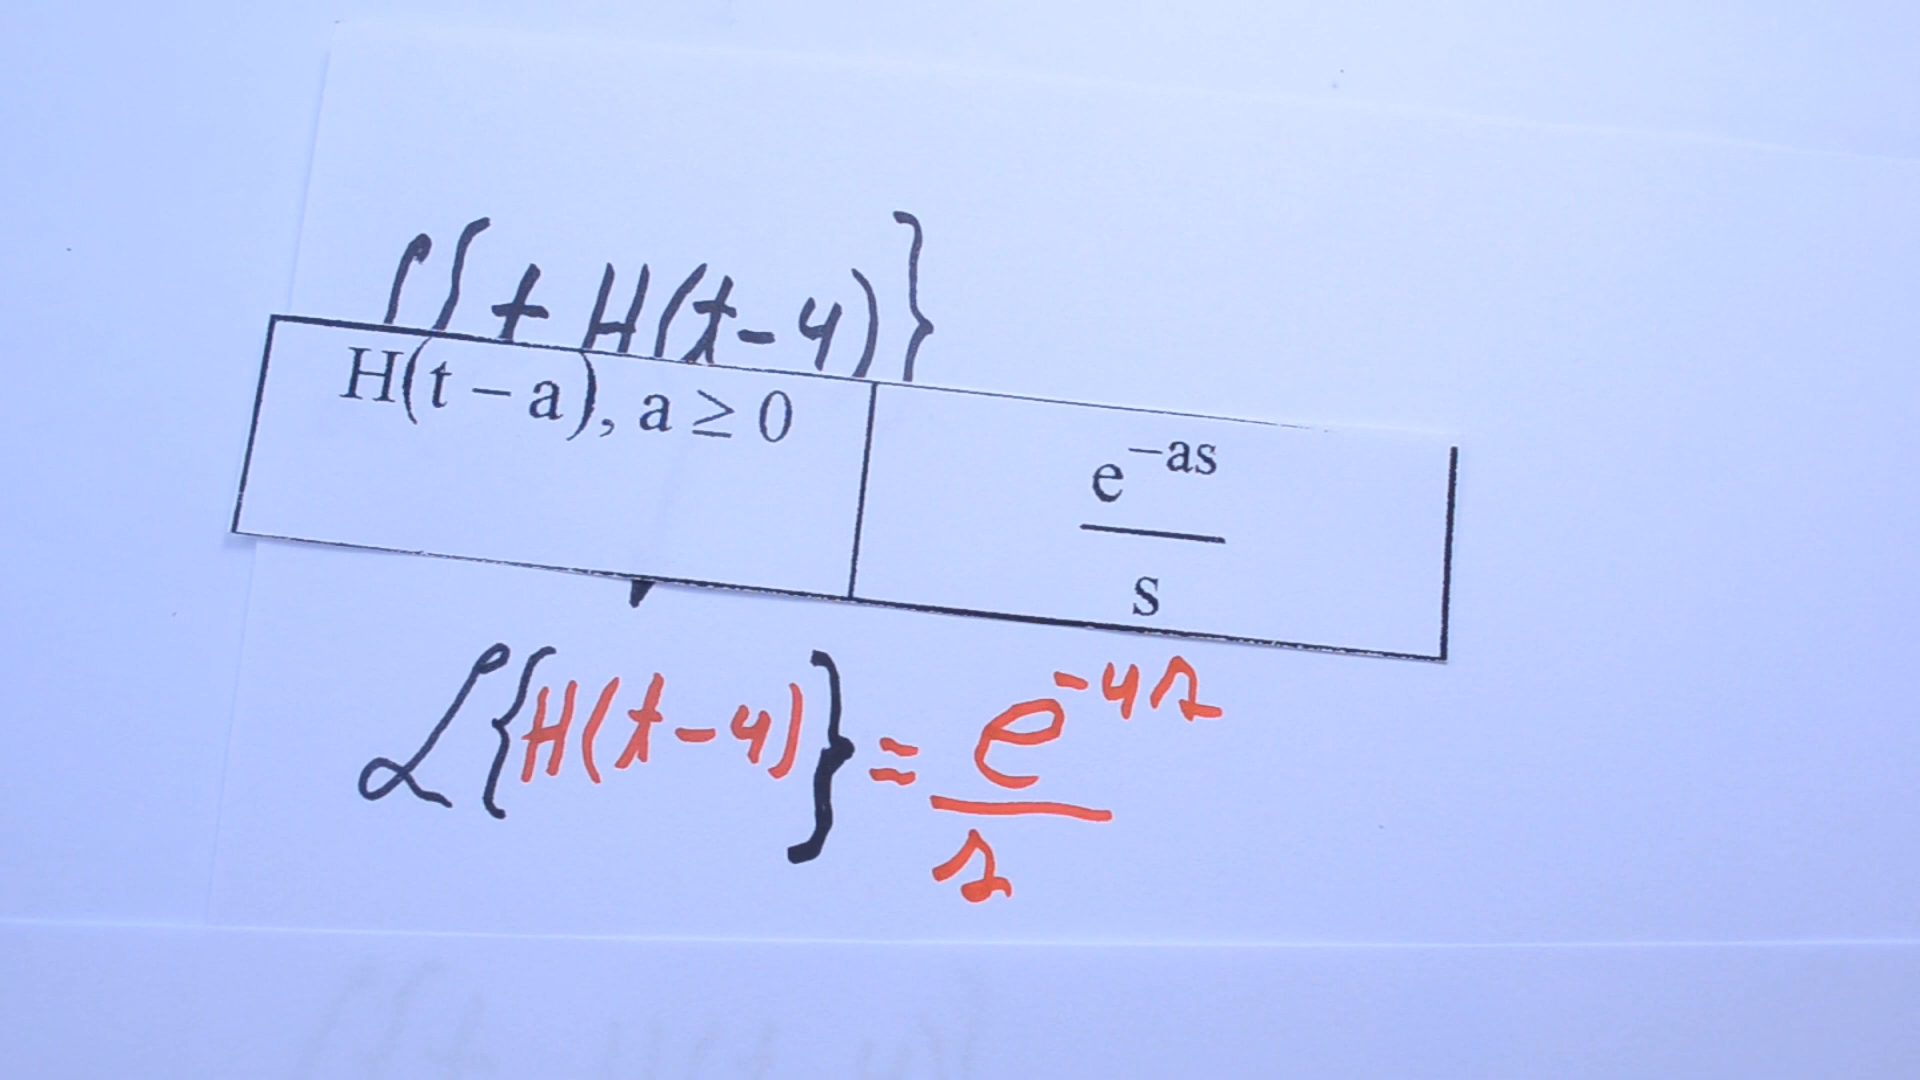 ℒ{t H(t-4)}
H(t – a), a ≥ 0
e^–as / s
ℒ{H(t-4)} = e^-4s / s